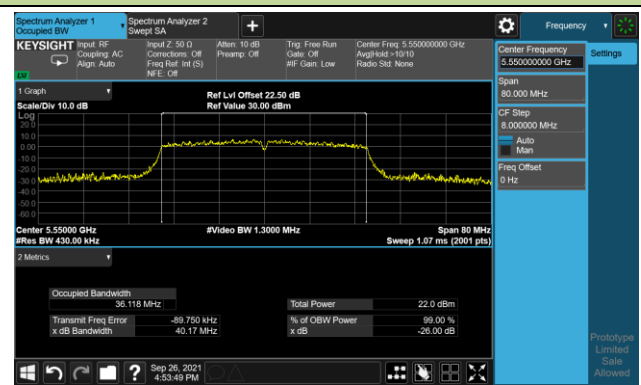 Spectrum Analyzer 1
Occupied BW
Spectrum Analyzer 2
Swept SA
+
Frequency
KEYSIGHT
Input: RF
Coupling: AC
Align: Auto
Input Z: 50 Ω
Corrections: Off
Freq Ref: Int (S)
NFE: Off
Atten: 10 dB
Preamp: Off
Trig: Free Run
Gate: Off
#IF Gain: Low
Center Freq: 5.550000000 GHz
Avg|Hold:>10/10
Radio Std: None
Center Frequency
5.550000000 GHz
Settings
Span
80.000 MHz
CF Step
8.000000 MHz
Auto
Man
Freq Offset
0 Hz
1 Graph
Scale/Div 10.0 dB
Ref Lvl Offset 22.50 dB
Ref Value 30.00 dBm
Log
20.0
10.0
0.00
-10.0
-20.0
-30.0
-40.0
-50.0
-60.0
Center 5.55000 GHz
#Res BW 430.00 kHz
#Video BW 1.3000 MHz
Span 80 MHz
Sweep 1.07 ms (2001 pts)
2 Metrics
Occupied Bandwidth
36.118 MHz
Total Power 22.0 dBm
Transmit Freq Error -89.750 kHz
% of OBW Power 99.00 %
x dB Bandwidth 40.17 MHz
x dB -26.00 dB
Prototype
Limited
Sale
Allowed
?
Sep 26, 2021
4:53:49 PM